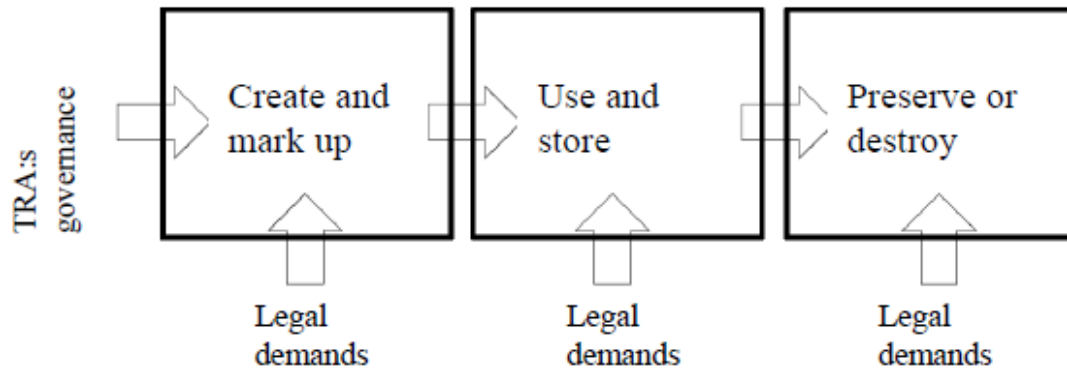 TRA:s
governance
Create and
mark up
Use and
store
Preserve or
destroy
Legal
demands
Legal
demands
Legal
demands